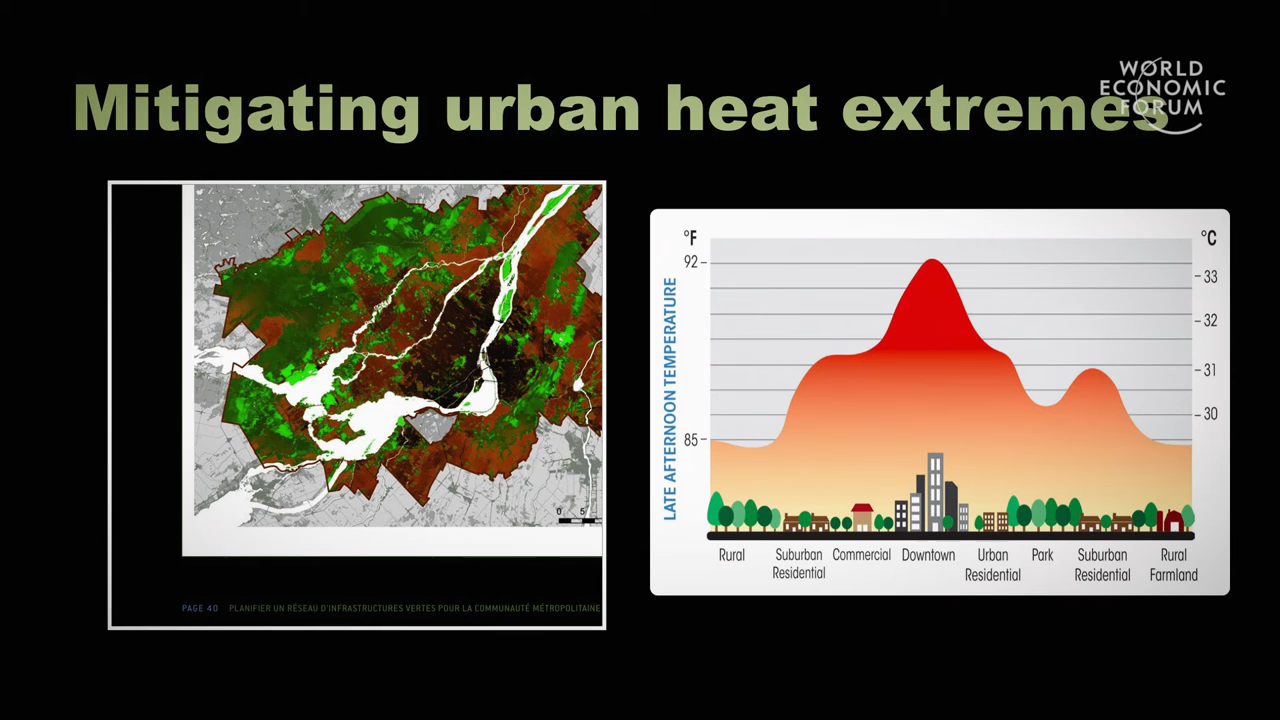 Mitigating urban heat extremes
WORLD
ECONOMIC
FORUM
0 5
PAGE 40 PLANIFIER UN RÉSEAU D'INFRASTRUCTURES VERTES POUR LA COMMUNAUTÉ MÉTROPOLITAINE
°F
°C
92
85
33
32
31
30
LATE AFTERNOON TEMPERATURE
Rural
Suburban
Residential
Commercial
Downtown
Urban
Residential
Park
Suburban
Residential
Rural
Farmland